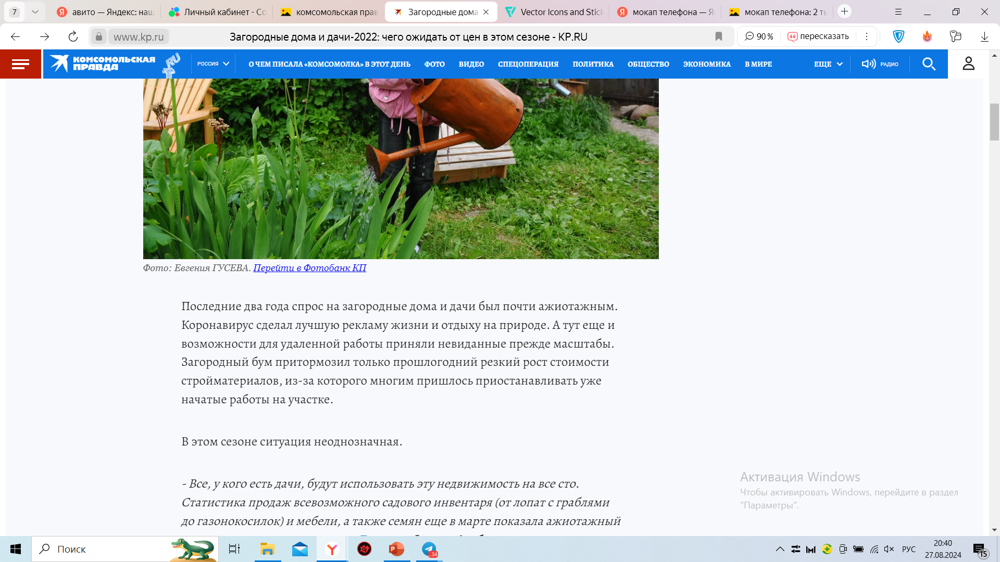 7
авито — Яндекс: наш
Личный кабинет - Со
комсомольская прав
Загородные дома
Vector Icons and Stick
мокап телефона — Я
мокап телефона: 2 ть
www.kp.ru
Загородные дома и дачи-2022: чего ожидать от цен в этом сезоне - KP.RU
90 %
пересказать
КОМСОМОЛЬСКАЯ
ПРАВДА
RU
РОССИЯ
О ЧЕМ ПИСАЛА «КОМСОМОЛКА» В ЭТОТ ДЕНЬ
ФОТО
ВИДЕО
СПЕЦОПЕРАЦИЯ
ПОЛИТИКА
ОБЩЕСТВО
ЭКОНОМИКА
В МИРЕ
ЕЩЕ
РАДИО
Фото: Евгения ГУСЕВА. Перейти в Фотобанк КП
Последние два года спрос на загородные дома и дачи был почти ажиотажным.
Коронавирус сделал лучшую рекламу жизни и отдыху на природе. А тут еще и
возможности для удаленной работы приняли невиданные прежде масштабы.
Загородный бум притормозил только прошлогодний резкий рост стоимости
стройматериалов, из-за которого многим пришлось приостанавливать уже
начатые работы на участке.
В этом сезоне ситуация неоднозначная.
- Все, у кого есть дачи, будут использовать эту недвижимость на все сто.
Статистика продаж всевозможного садового инвентаря (от лопат с граблями
до газонокосилок) и мебели, а также семян еще в марте показала ажиотажный
Активация Windows
Чтобы активировать Windows, перейдите в раздел
"Параметры".
Поиск
..34
РУС
20:40
27.08.2024
15